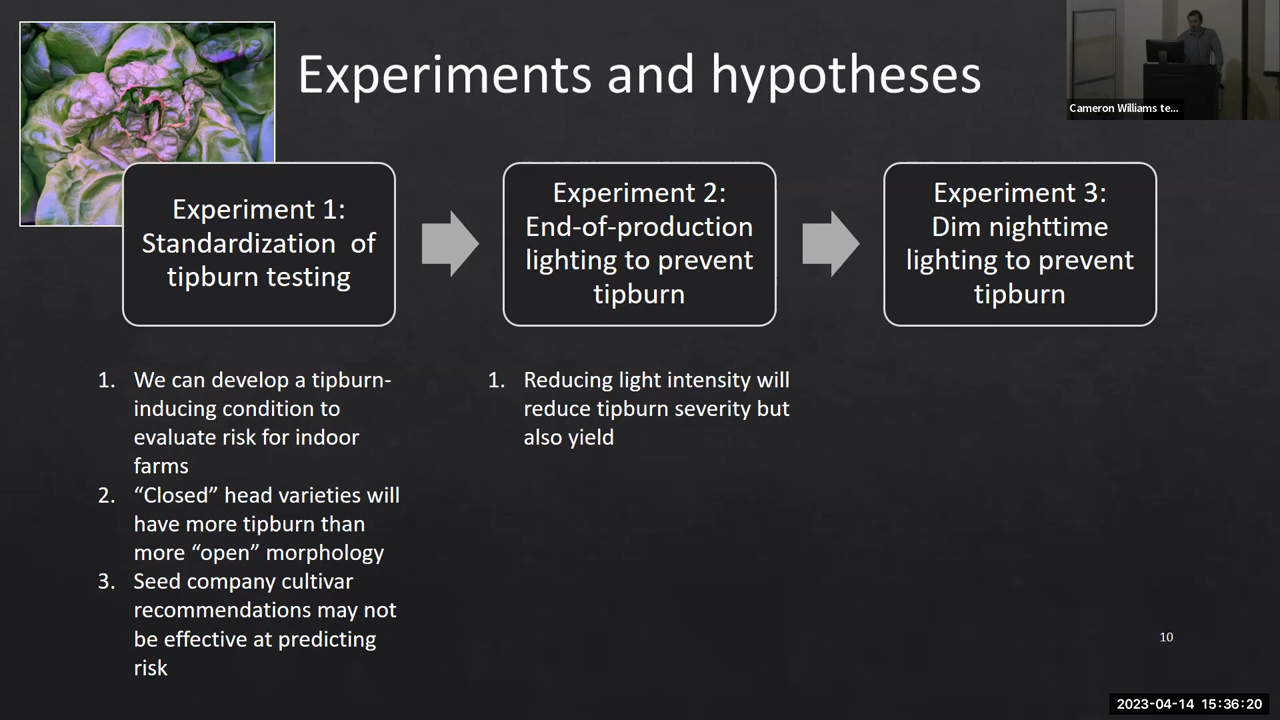 Experiments and hypotheses
Cameron Williams te...
Experiment 1:
Standardization of
tipburn testing
Experiment 2:
End-of-production
lighting to prevent
tipburn
Experiment 3:
Dim nighttime
lighting to prevent
tipburn
1. We can develop a tipburn-
inducing condition to
evaluate risk for indoor
farms
2. “Closed” head varieties will
have more tipburn than
more “open” morphology
3. Seed company cultivar
recommendations may not
be effective at predicting
risk
1. Reducing light intensity will
reduce tipburn severity but
also yield
10
2023-04-14 15:36:20